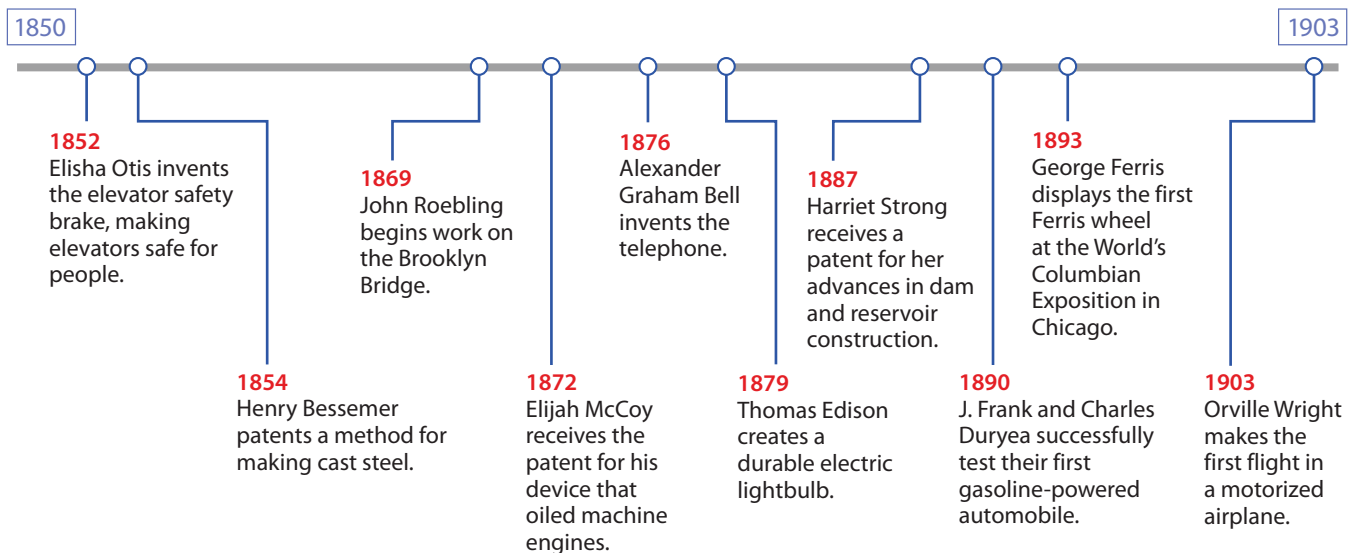 1850
1903
1852
Elisha Otis invents
the elevator safety
brake, making
elevators safe for
people.
1854
Henry Bessemer
patents a method for
making cast steel.
1869
John Roebling
begins work on
the Brooklyn
Bridge.
1872
Elijah McCoy
receives the
patent for his
device that
oiled machine
engines.
1876
Alexander
Graham Bell
invents the
telephone.
1879
Thomas Edison
creates a
durable electric
lightbulb.
1887
Harriet Strong
receives a
patent for her
advances in dam
and reservoir
construction.
1890
J. Frank and Charles
Duryea successfully
test their first
gasoline-powered
automobile.
1893
George Ferris
displays the first
Ferris wheel
at the World’s
Columbian
Exposition in
Chicago.
1903
Orville Wright
makes the
first flight in
a motorized
airplane.